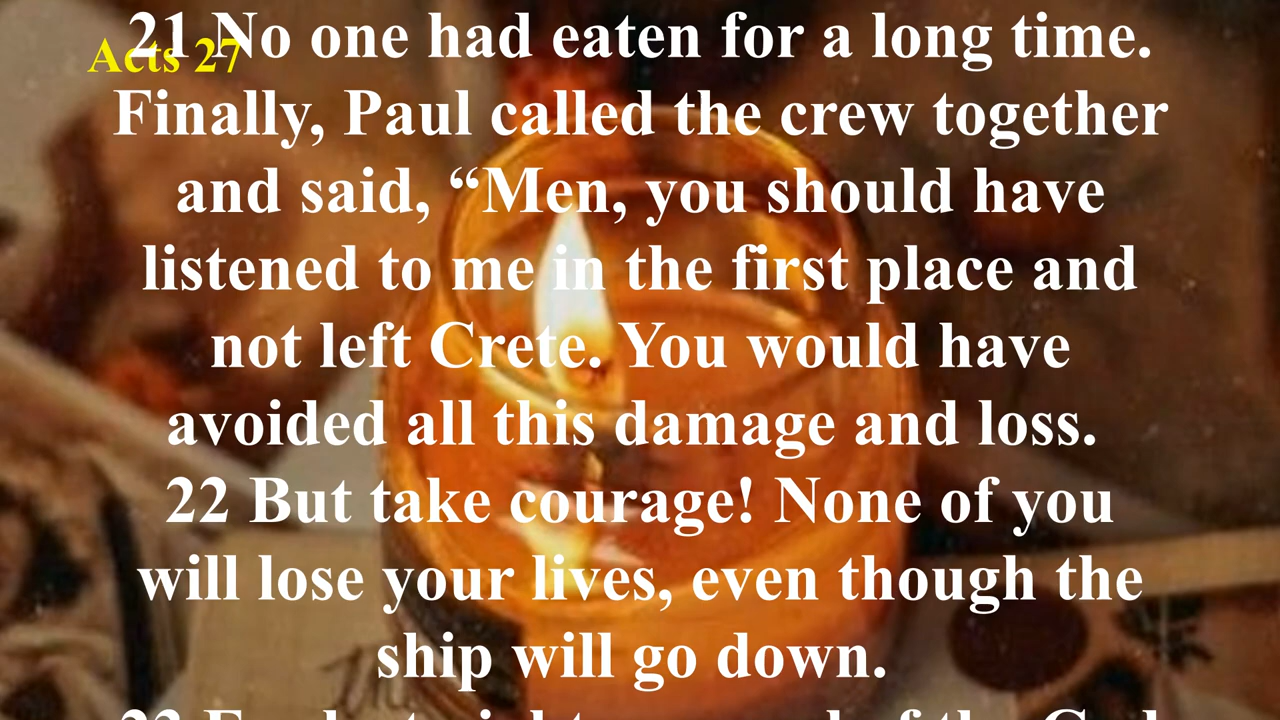 Acts 27
21 No one had eaten for a long time.
Finally, Paul called the crew together
and said, “Men, you should have
listened to me in the first place and
not left Crete. You would have
avoided all this damage and loss.
22 But take courage! None of you
will lose your lives, even though the
ship will go down.